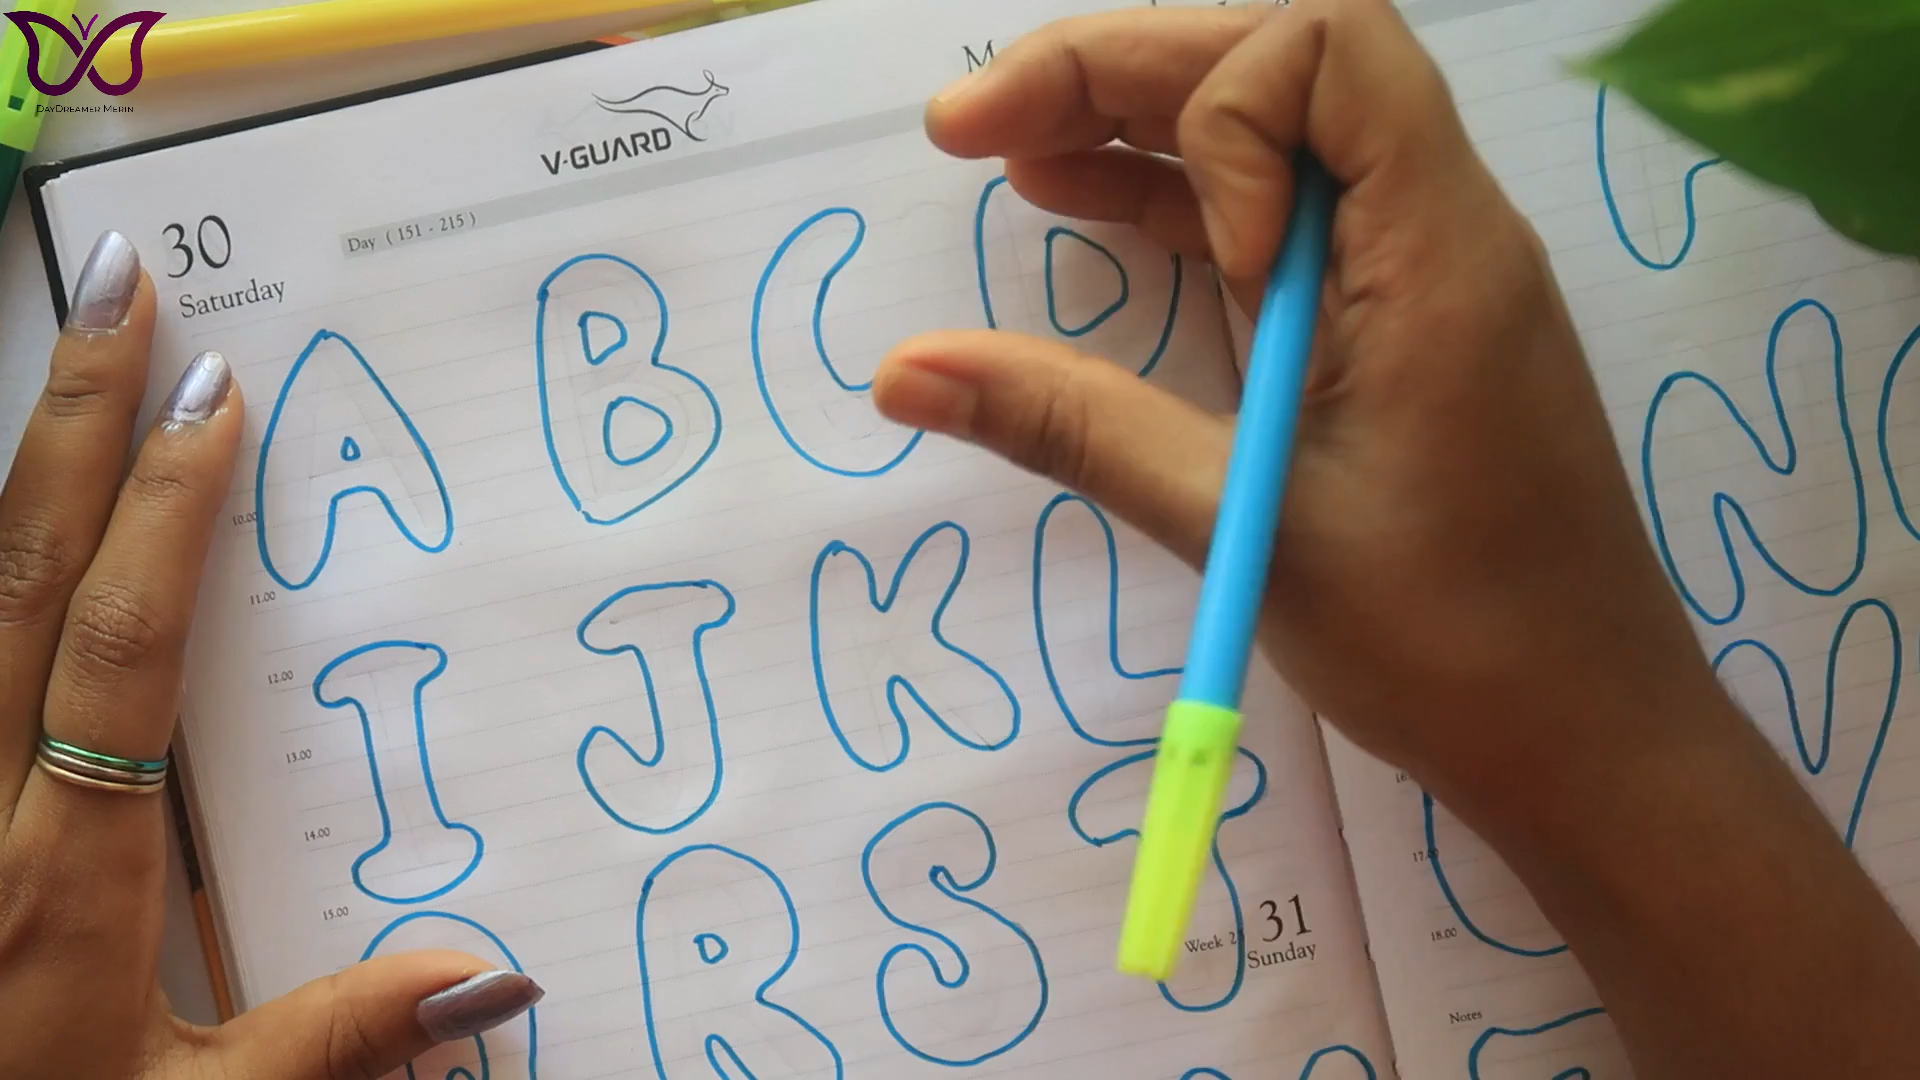 DAYDREAMER MERIN
V-GUARD
M
30
Saturday
Day ( 151 - 215 )
A B C D
10.00
11.00
I J K L
N
12.00
13.00
14.00
15.00
R S T
17.00
18.00
31
Sunday
Notes